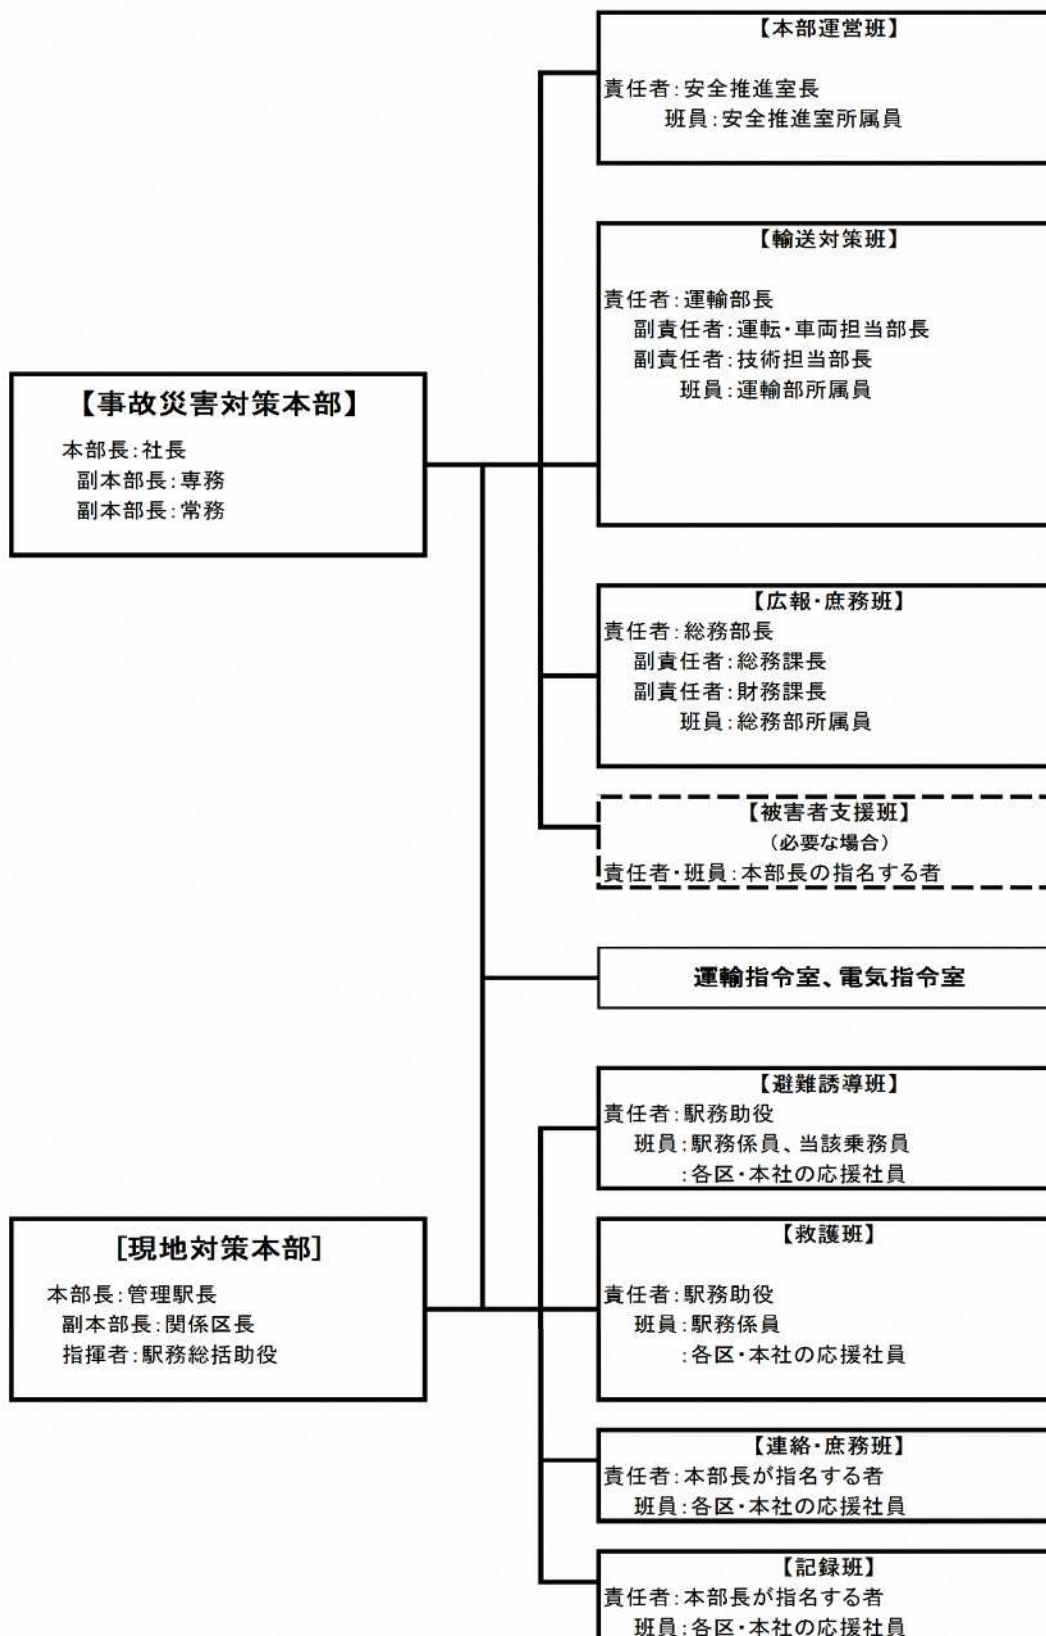 【本部運営班】
責任者:安全推進室長
班員:安全推進室所属員
【輸送対策班】
責任者:運輸部長
副責任者:運転・車両担当部長
副責任者:技術担当部長
班員:運輸部所属員
【事故災害対策本部】
本部長:社長
副本部長:専務
副本部長:常務
【広報・庶務班】
責任者:総務部長
副責任者:総務課長
副責任者:財務課長
班員:総務部所属員
【被害者支援班】
(必要な場合)
責任者・班員:本部長の指名する者
運輸指令室、電気指令室
【避難誘導班】
責任者:駅務助役
班員:駅務係員、当該乗務員
:各区・本社の応援社員
[現地対策本部]
本部長:管理駅長
副本部長:関係区長
指揮者:駅務総括助役
【救護班】
責任者:駅務助役
班員:駅務係員
:各区・本社の応援社員
【連絡・庶務班】
責任者:本部長が指名する者
班員:各区・本社の応援社員
【記録班】
責任者:本部長が指名する者
班員:各区・本社の応援社員